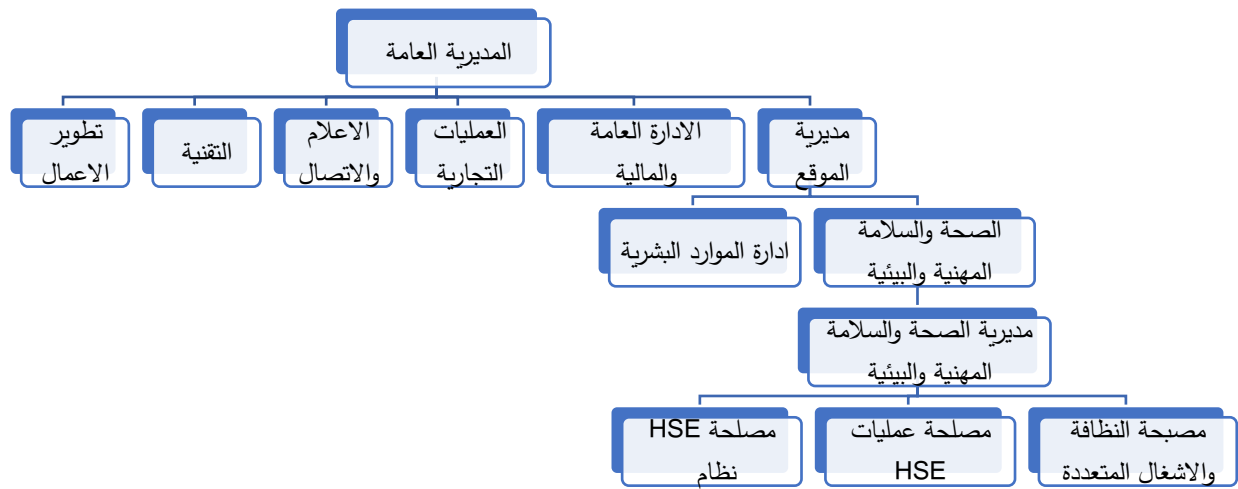 المديرية العامة
مديرية
الموقع
الادارة العامة
والمالية
العمليات
التجارية
الاعلام
والاتصال
التقنية
تطوير
الاعمال
الصحة والسلامة
المهنية والبيئية
ادارة الموارد البشرية
مديرية الصحة والسلامة
المهنية والبيئية
مصبحة النظافة
والاشغال المتعددة
مصلحة عمليات
HSE
مصلحة HSE
نظام